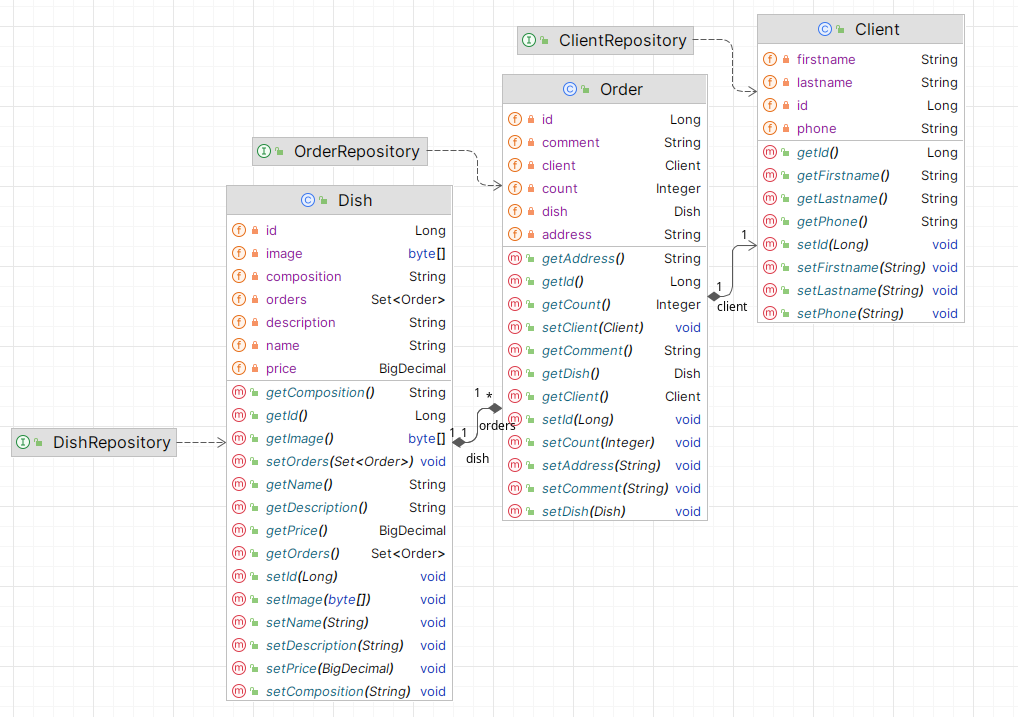 ClientRepository
Client
firstname String
lastname String
id Long
phone String
getId() Long
getFirstname() String
getLastname() String
getPhone() String
setId(Long) void
setFirstname(String) void
setLastname(String) void
setPhone(String) void
Order
id Long
comment String
client Client
count Integer
dish Dish
address String
getAddress() String
getId() Long
getCount() Integer
setClient(Client) void
getComment() String
getDish() Dish
getClient() Client
setId(Long) void
setCount(Integer) void
setAddress(String) void
setComment(String) void
setDish(Dish) void
1
1
client
OrderRepository
Dish
id Long
image byte[]
composition String
orders Set<Order>
description String
name String
price BigDecimal
getComposition() String
getId() Long
getImage() byte[]
setOrders(Set<Order>) void
getName() String
getDescription() String
getPrice() BigDecimal
getOrders() Set<Order>
setId(Long) void
setImage(byte[]) void
setName(String) void
setDescription(String) void
setPrice(BigDecimal) void
setComposition(String) void
1 *
orders
1 1
dish
DishRepository